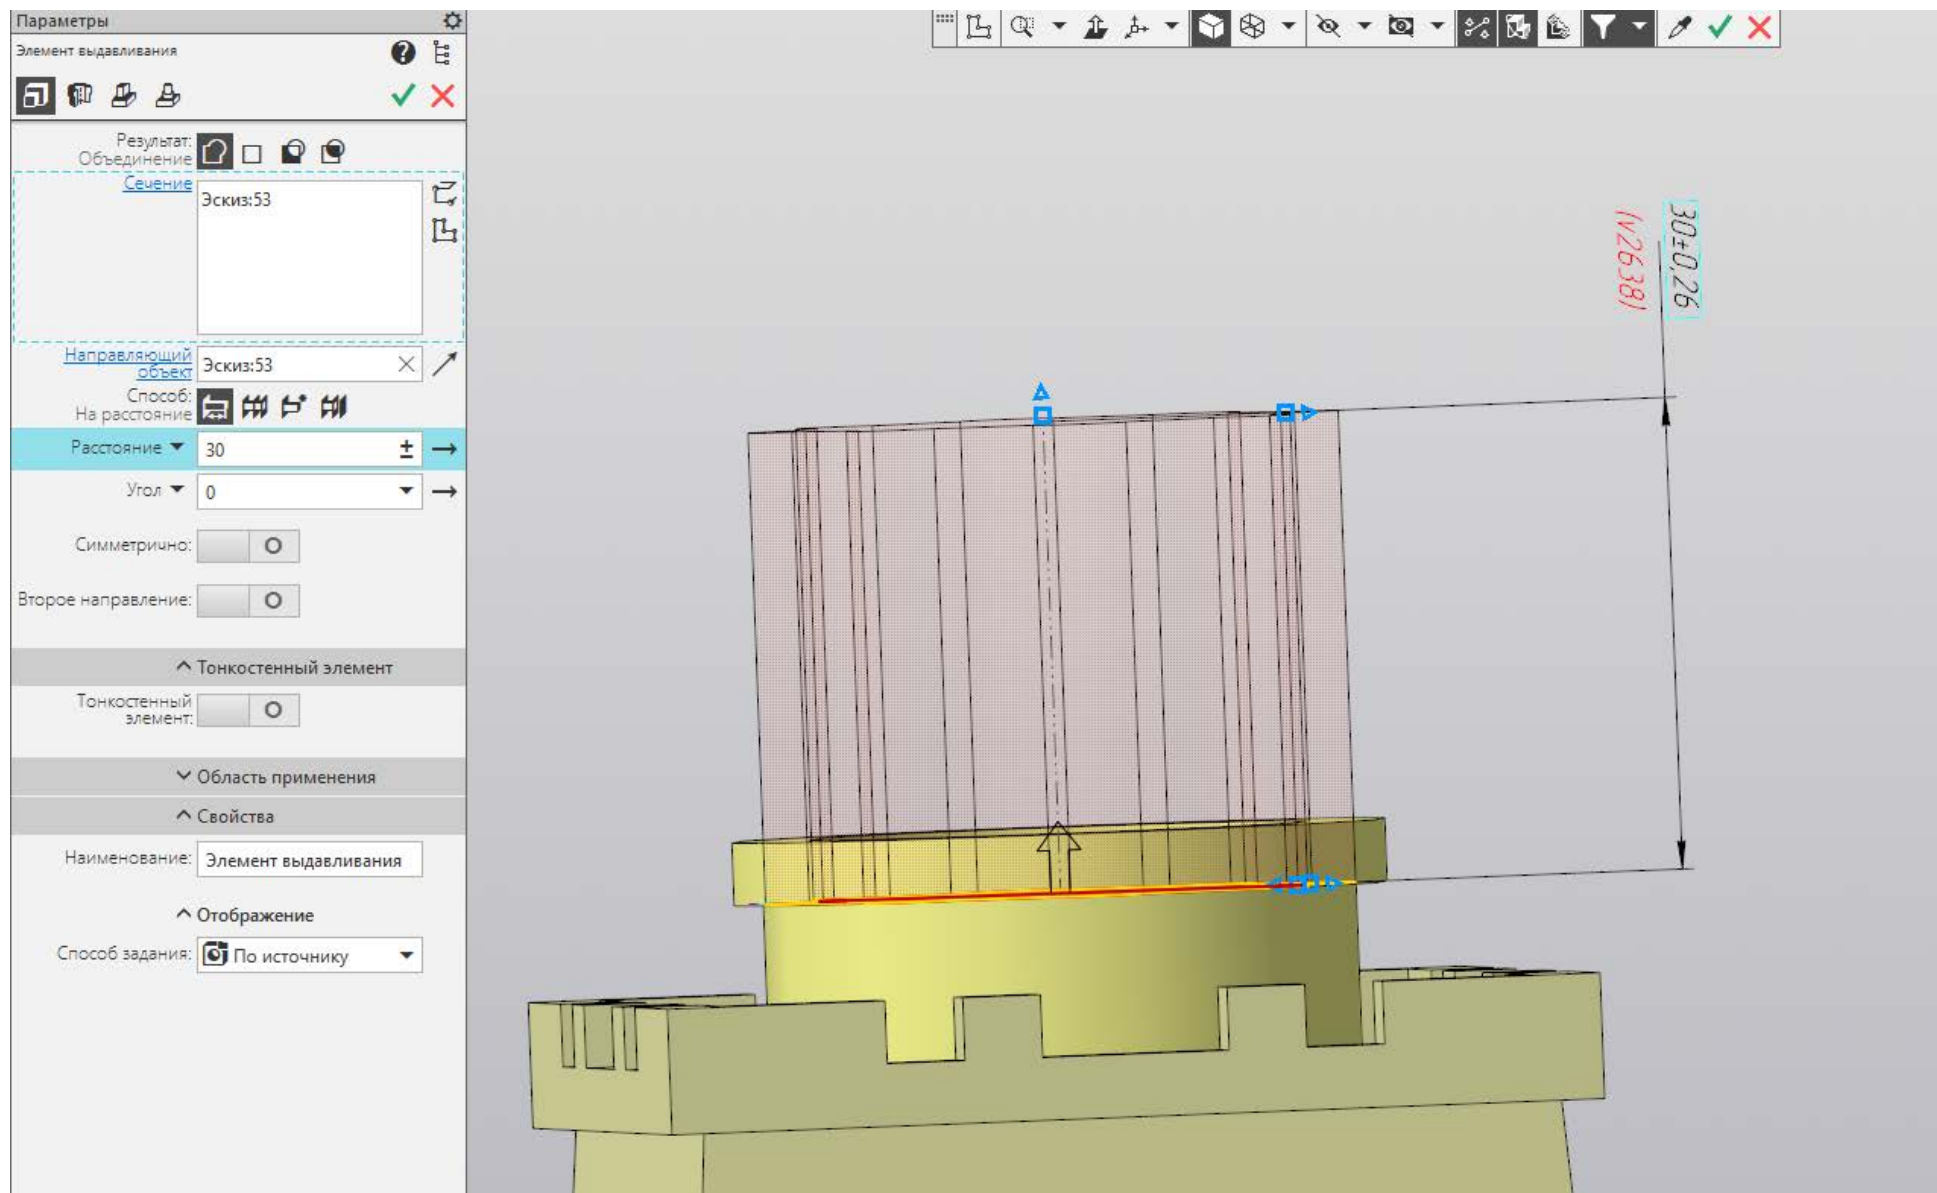 Параметры
Элемент выдавливания
Результат:
Объединение
Сечение
Эскиз:53
Направляющий
объект
Эскиз:53
Способ:
На расстояние
Расстояние
30
±
Угол
0
Симметрично:
Второе направление:
Тонкостенный элемент
Тонкостенный
элемент:
Область применения
Свойства
Наименование:
Элемент выдавливания
Отображение
Способ задания:
По источнику
30±0,26
(v2638)